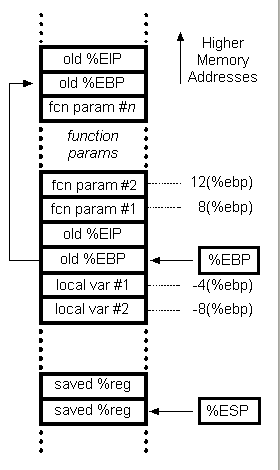 Higher
Memory
Addresses
old %EIP
old %EBP
fcn param #n
function
params
fcn param #2 12(%ebp)
fcn param #1 8(%ebp)
old %EIP
old %EBP %EBP
local var #1 -4(%ebp)
local var #2 -8(%ebp)
saved %reg
saved %reg %ESP